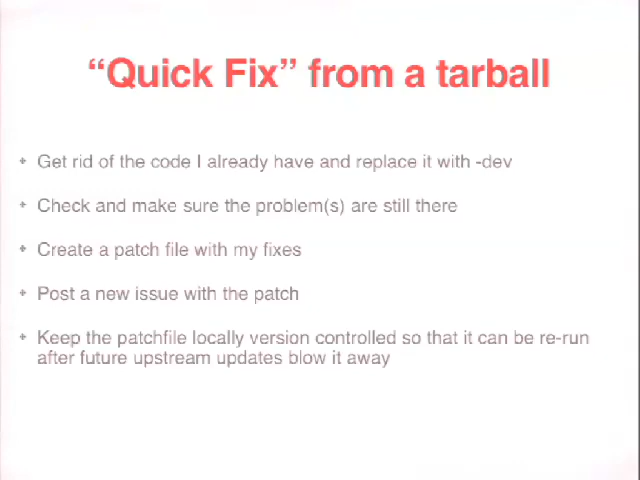 “Quick Fix” from a tarball
Get rid of the code I already have and replace it with -dev
Check and make sure the problem(s) are still there
Create a patch file with my fixes
Post a new issue with the patch
Keep the patchfile locally version controlled so that it can be re-run
after future upstream updates blow it away